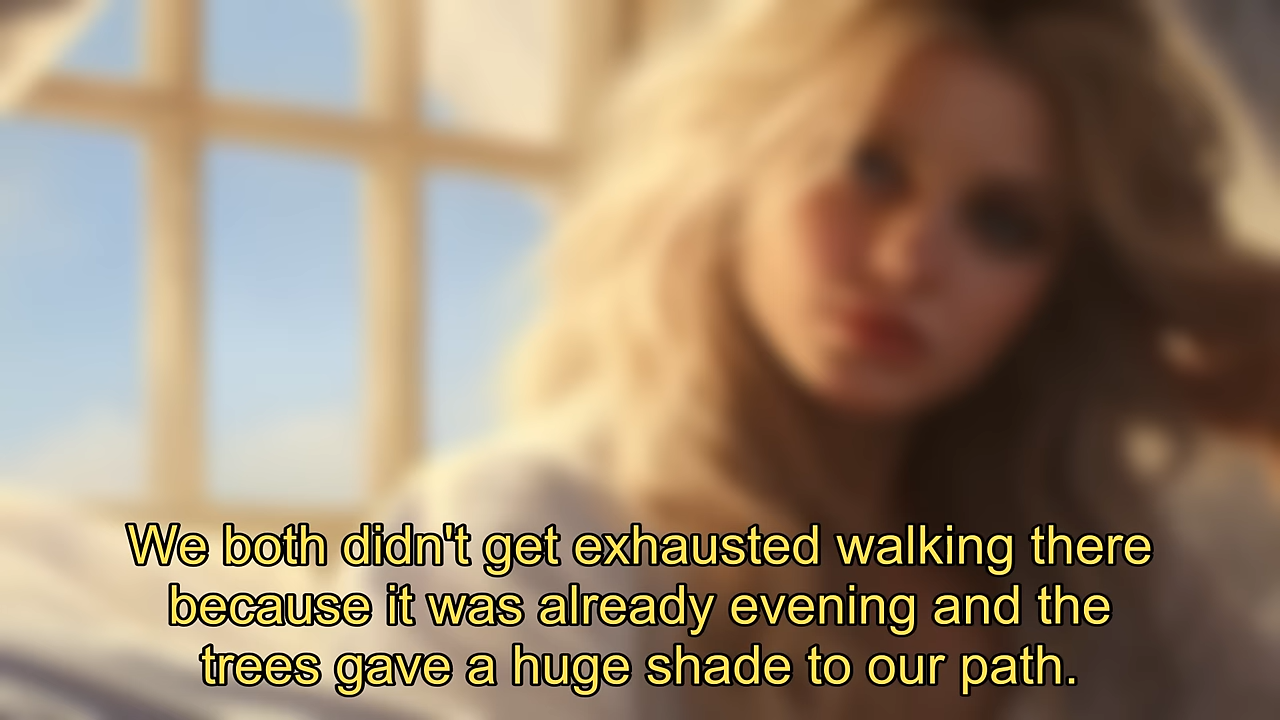 We both didn't get exhausted walking there
because it was already evening and the
trees gave a huge shade to our path.